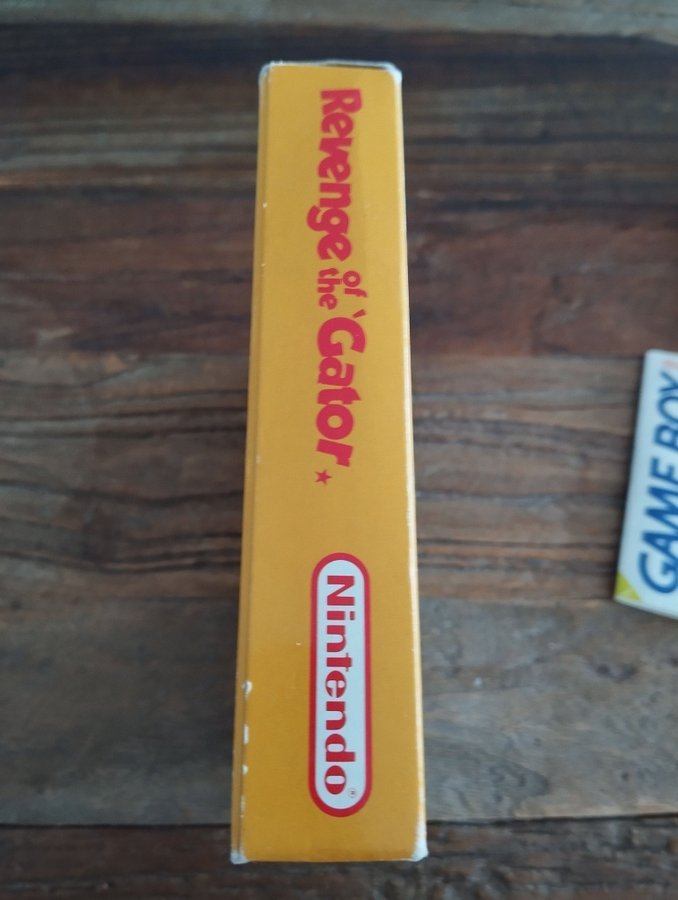 Revenge of the 'Gator
Nintendo®
GAME BOY